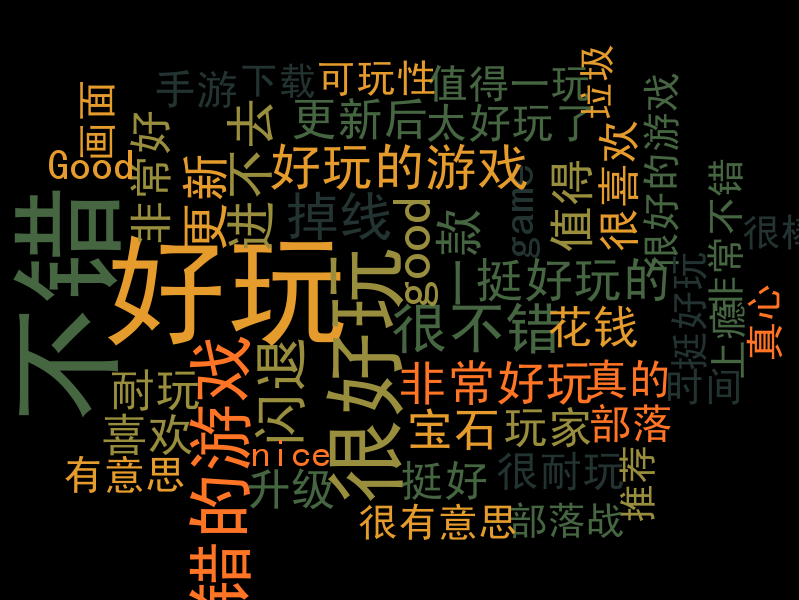 手游
下载
可玩性
值得一玩
垃圾
画面
非常好
进不去
更新后
太好玩了
很好的游戏
Good
更新
好玩的游戏
很喜欢
不错
掉线
good
款
game
值得
非常不错
好玩
很好玩
一挺好玩的
挺好玩
上瘾
真心
很不错
花钱
错的游戏
闪退
耐玩
非常好玩
真的
时间
喜欢
宝石
玩家
部落
nice
有意思
升级
挺好
很耐玩
推荐
很有意思
部落战